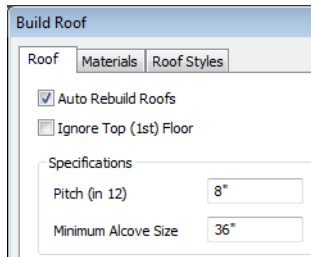 Build Roof
Roof Materials Roof Styles
Auto Rebuild Roofs
Ignore Top (1st) Floor
Specifications
Pitch (in 12) 8"
Minimum Alcove Size 36"